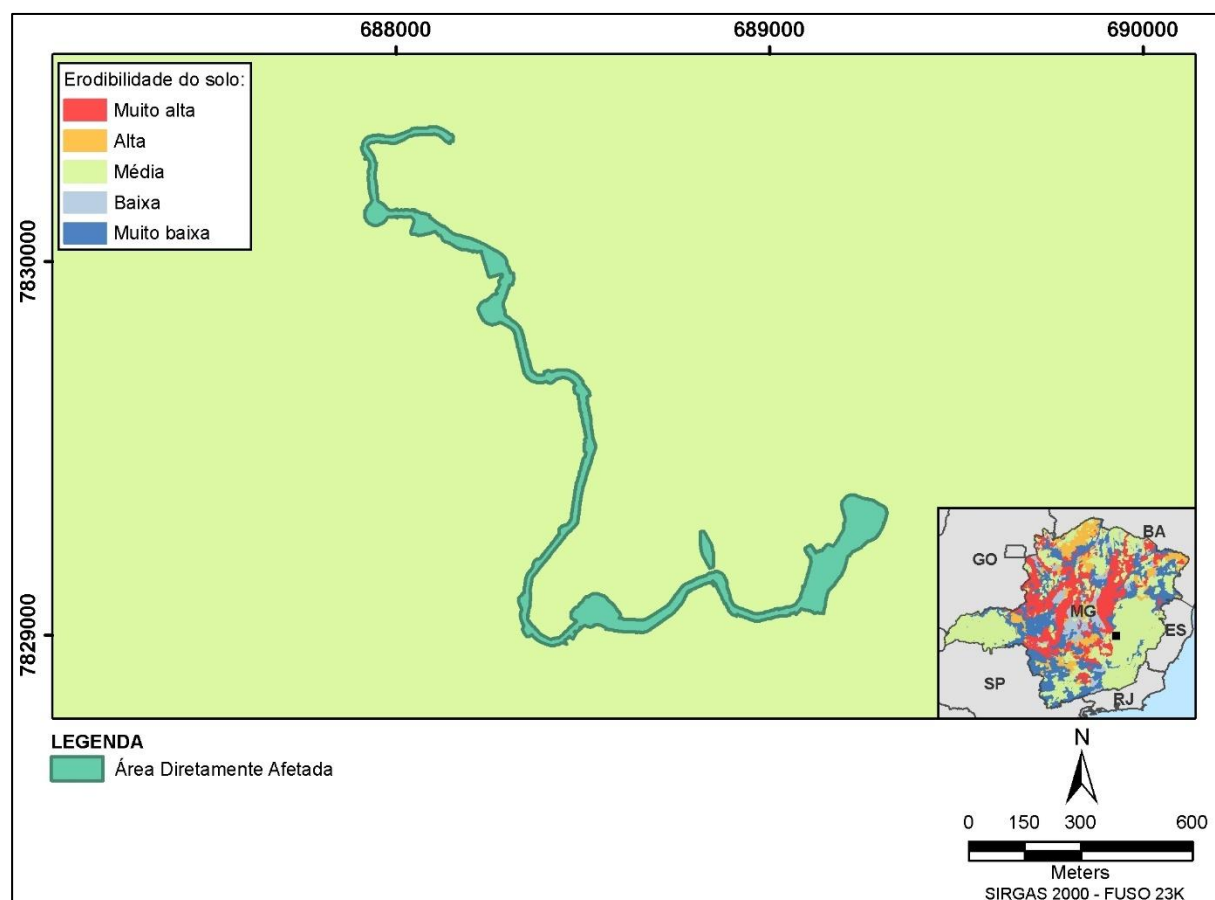 688000
689000
690000
Erodibilidade do solo:
Muito alta
Alta
Média
Baixa
Muito baixa
7830000
7829000
BA
GO
MG
ES
SP
RJ
LEGENDA
Área Diretamente Afetada
N
0 150 300 600
Meters
SIRGAS 2000 - FUSO 23K